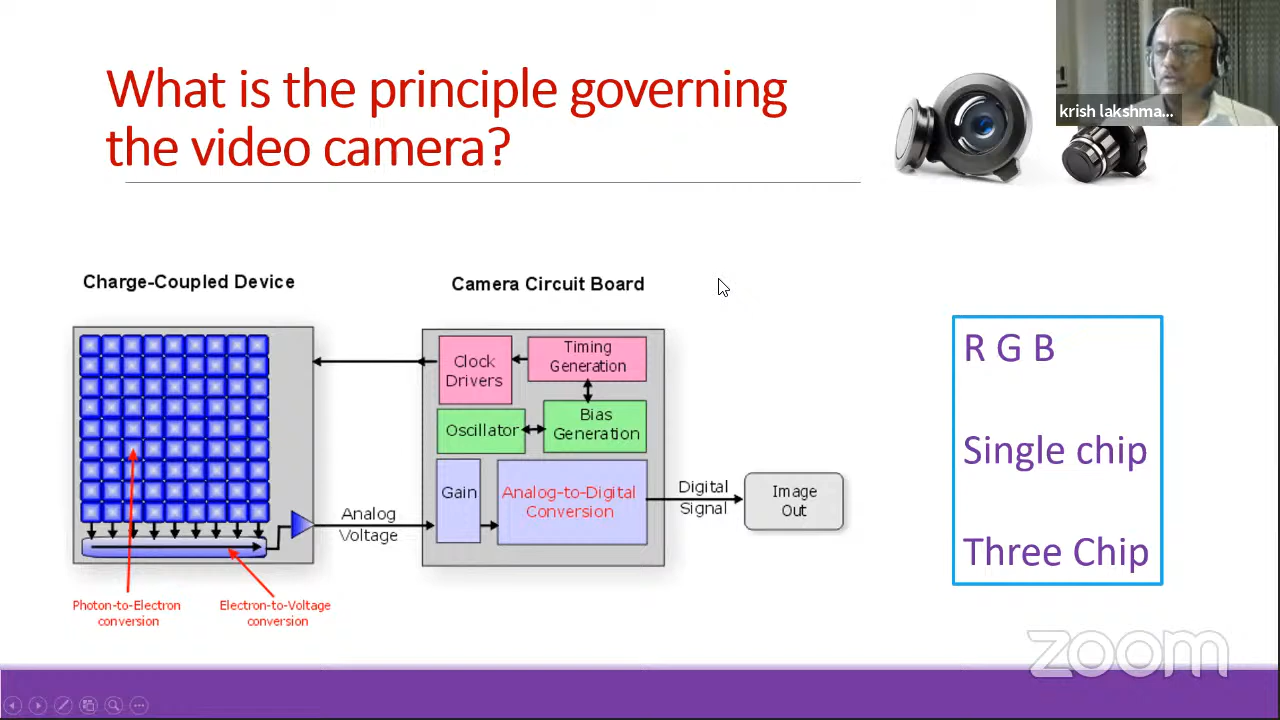 What is the principle governing
the video camera?
krish lakshma...
Charge-Coupled Device
Camera Circuit Board
Clock
Drivers
Timing
Generation
Oscillator
Bias
Generation
Gain
Analog-to-Digital
Conversion
Analog
Voltage
Digital
Signal
Image
Out
Photon-to-Electron
conversion
Electron-to-Voltage
conversion
R G B
Single chip
Three Chip
zoom